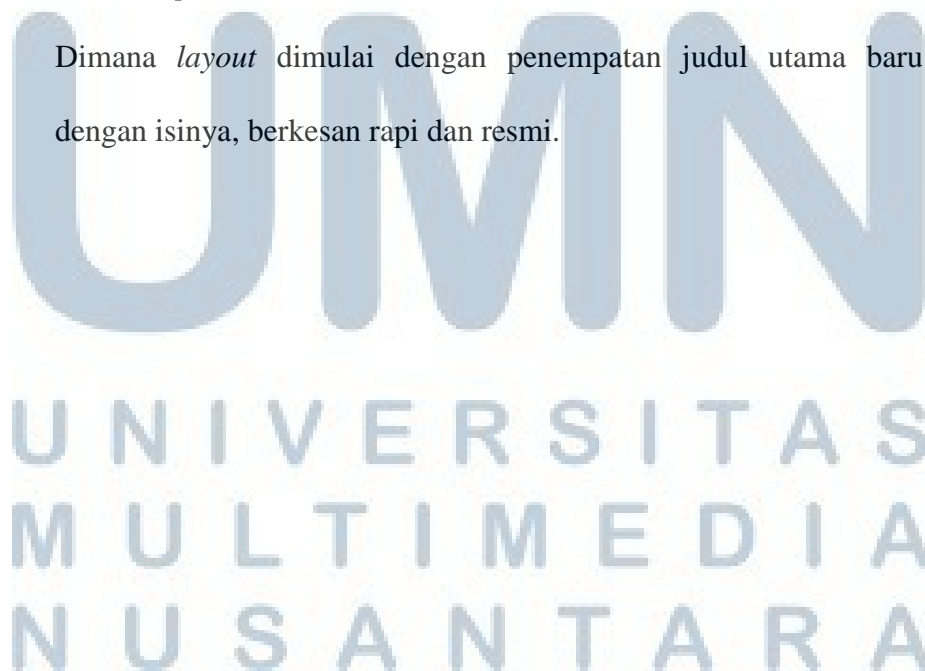 Dimana layout dimulai dengan penempatan judul utama baru
dengan isinya, berkesan rapi dan resmi.
UMN
UNIVERSITAS
MULTIMEDIA
NUSANTARA